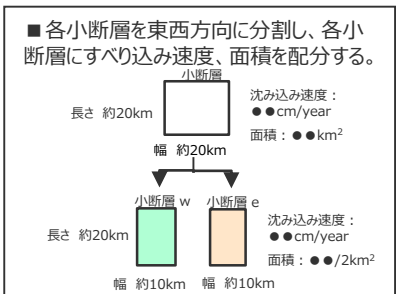 ■各小断層を東西方向に分割し、各小
断層にすべり込み速度、面積を配分する。
小断層
長さ 約20km
沈み込み速度：
●●cm/year
面積：●●km²
幅 約20km
小断層 w 小断層 e
長さ 約20km
沈み込み速度：
●●cm/year
面積：●●/2km²
幅 約10km 幅 約10km